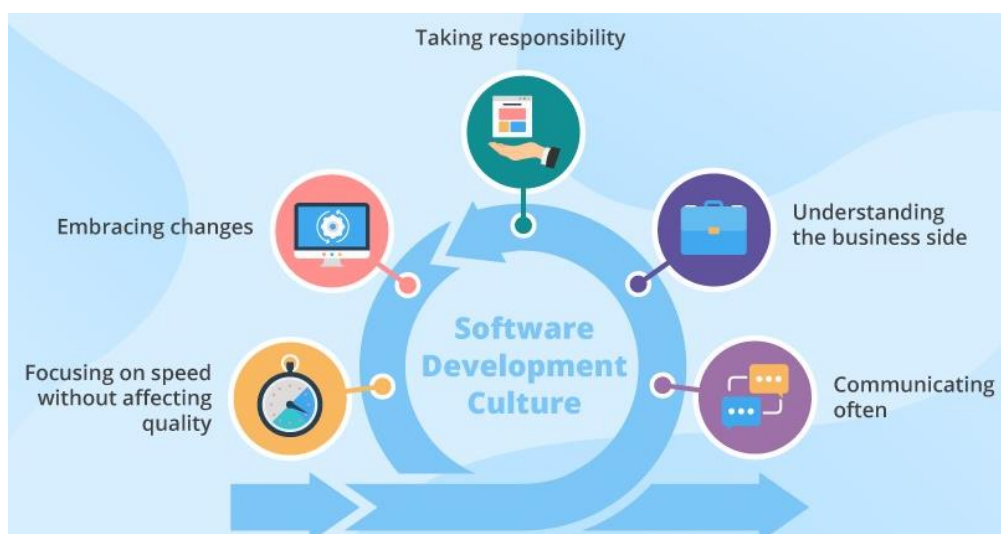 Taking responsibility
Embracing changes
Understanding
the business side
Software
Development
Culture
Focusing on speed
without affecting
quality
Communicating
often